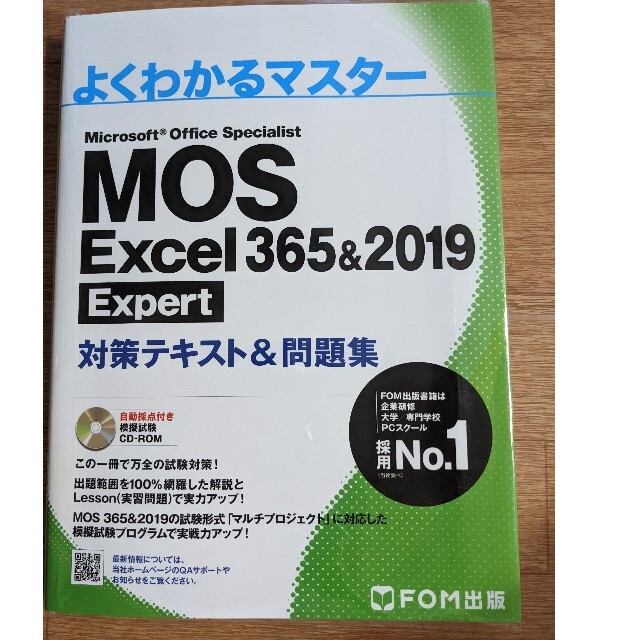 よくわかるマスター
Microsoft® Office Specialist
MOS
Excel 365&2019
Expert
対策テキスト&問題集
自動採点付き
模擬試験
CD-ROM
FOM出版書籍は
企業研修
大学 専門学校
PCスクール
採用 No.1
(当社調べ)
この一冊で万全の試験対策!
出題範囲を100%網羅した解説と
Lesson(実習問題)で実力アップ!
MOS 365&2019の試験形式「マルチプロジェクト」に対応した
模擬試験プログラムで実戦力アップ!
最新情報については、
当社ホームページのQAサポートや
お知らせをご覧ください。
FOM出版